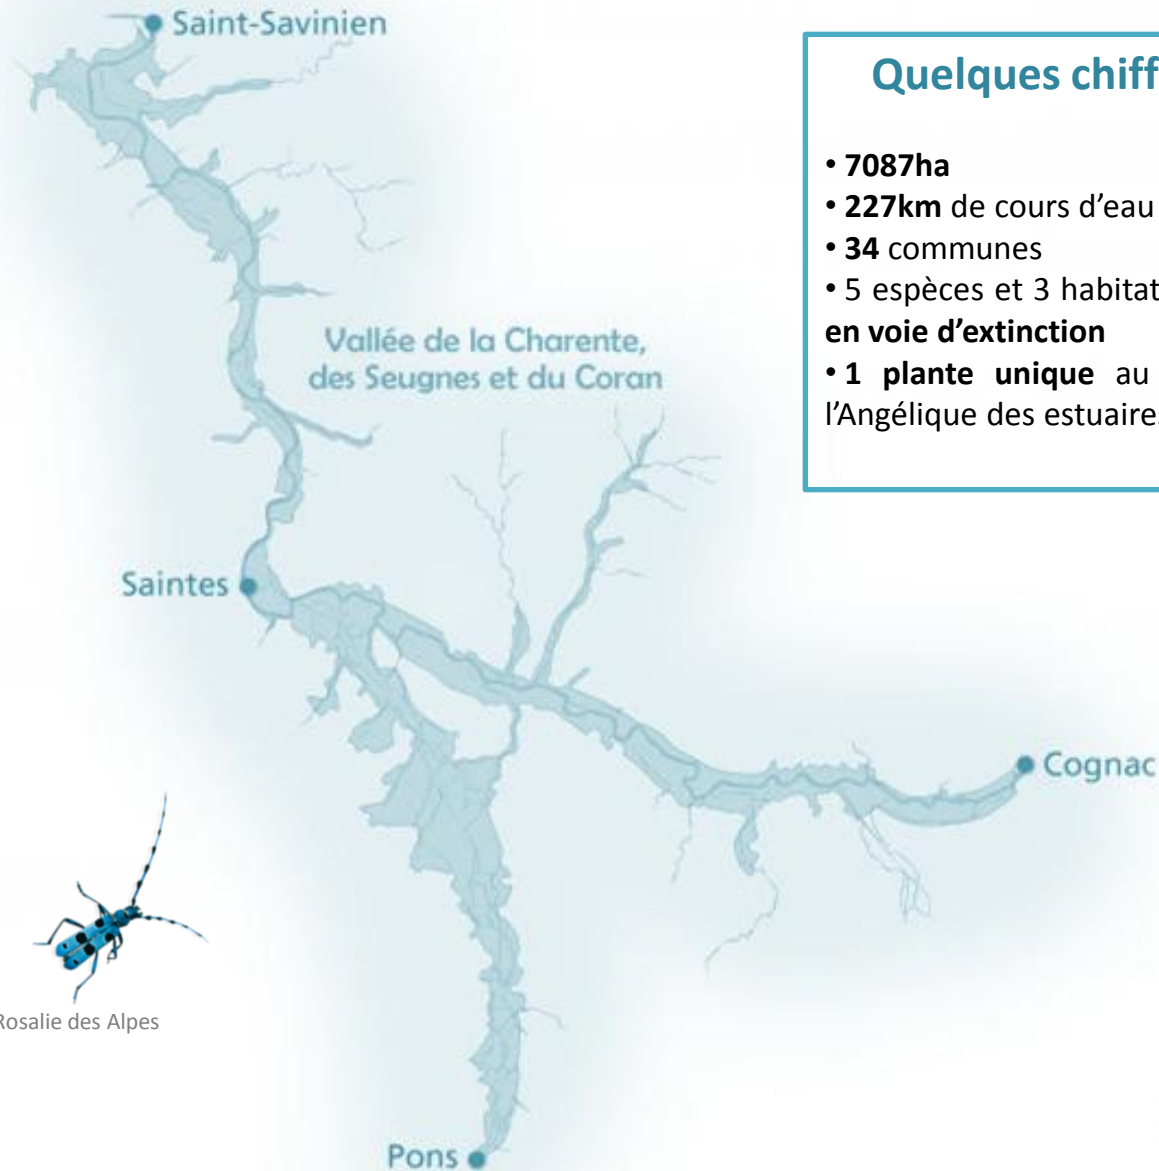 Saint-Savinien
Quelques chiff
• 7087ha
• 227km de cours d’eau
• 34 communes
• 5 espèces et 3 habitat
en voie d’extinction
• 1 plante unique au
l’Angélique des estuaire
Vallée de la Charente,
des Seugnes et du Coran
Saintes
Cognac
Rosalie des Alpes
Pons